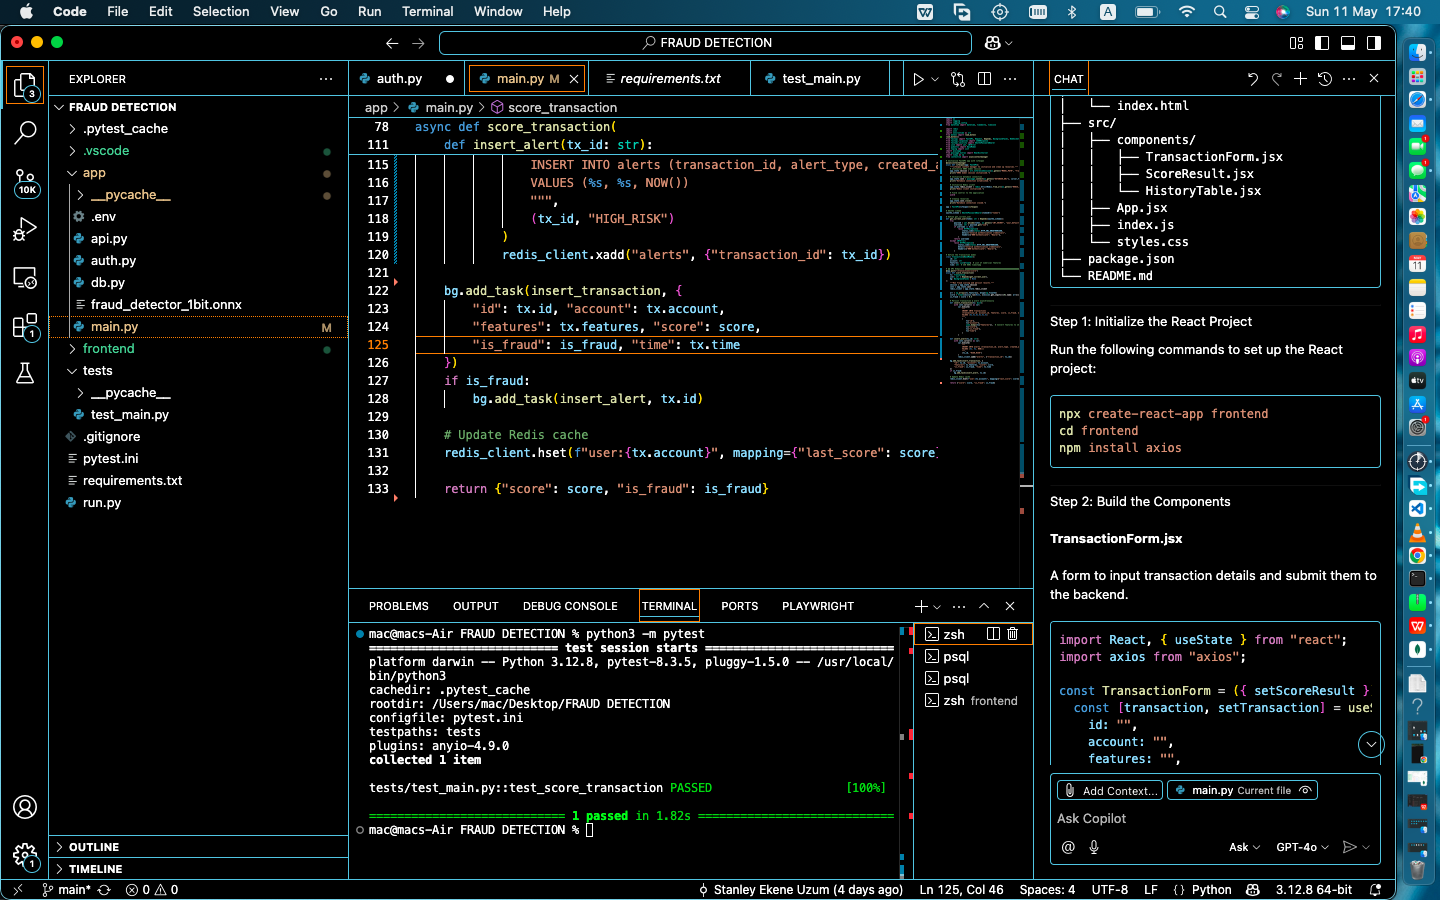 Code File Edit Selection View Go Run Terminal Window Help
Sun 11 May 17:40
FRAUD DETECTION
3
10K
1
1
EXPLORER
FRAUD DETECTION
.pytest_cache
.vscode
app
__pycache__
.env
api.py
auth.py
db.py
fraud_detector_1bit.onnx
main.py M
frontend
tests
__pycache__
test_main.py
.gitignore
pytest.ini
requirements.txt
run.py
OUTLINE
TIMELINE
auth.py
main.py M
requirements.txt
test_main.py
app > main.py > score_transaction
78 async def score_transaction(
111 def insert_alert(tx_id: str):
115 INSERT INTO alerts (transaction_id, alert_type, created_a
116 VALUES (%s, %s, NOW())
117 """,
118 (tx_id, "HIGH_RISK")
119 )
120 redis_client.xadd("alerts", {"transaction_id": tx_id})
121
122 bg.add_task(insert_transaction, {
123 "id": tx.id, "account": tx.account,
124 "features": tx.features, "score": score,
125 "is_fraud": is_fraud, "time": tx.time
126 })
127 if is_fraud:
128 bg.add_task(insert_alert, tx.id)
129
130 # Update Redis cache
131 redis_client.hset(f"user:{tx.account}", mapping={"last_score": score
132
133 return {"score": score, "is_fraud": is_fraud}
PROBLEMS OUTPUT DEBUG CONSOLE TERMINAL PORTS PLAYWRIGHT
mac@macs-Air FRAUD DETECTION % python3 -m pytest
test session starts
platform darwin -- Python 3.12.8, pytest-8.3.5, pluggy-1.5.0 -- /usr/local/
bin/python3
cachedir: .pytest_cache
rootdir: /Users/mac/Desktop/FRAUD DETECTION
configfile: pytest.ini
testpaths: tests
plugins: anyio-4.9.0
collected 1 item
tests/test_main.py::test_score_transaction PASSED [100%]
1 passed in 1.82s
mac@macs-Air FRAUD DETECTION %
zsh
psql
psql
zsh frontend
CHAT
└── index.html
├── src/
├── components/
├── TransactionForm.jsx
├── ScoreResult.jsx
└── HistoryTable.jsx
├── App.jsx
├── index.js
└── styles.css
├── package.json
└── README.md
Step 1: Initialize the React Project
Run the following commands to set up the React
project:
npx create-react-app frontend
cd frontend
npm install axios
Step 2: Build the Components
TransactionForm.jsx
A form to input transaction details and submit them to
the backend.
import React, { useState } from "react";
import axios from "axios";
const TransactionForm = ({ setScoreResult }
const [transaction, setTransaction] = use
id: "",
account: "",
features: "",
Add Context...
main.py Current file
Ask Copilot
@
Ask
GPT-4o
main*
0 0
Stanley Ekene Uzum (4 days ago)
Ln 125, Col 46
Spaces: 4
UTF-8
LF
{} Python
3.12.8 64-bit